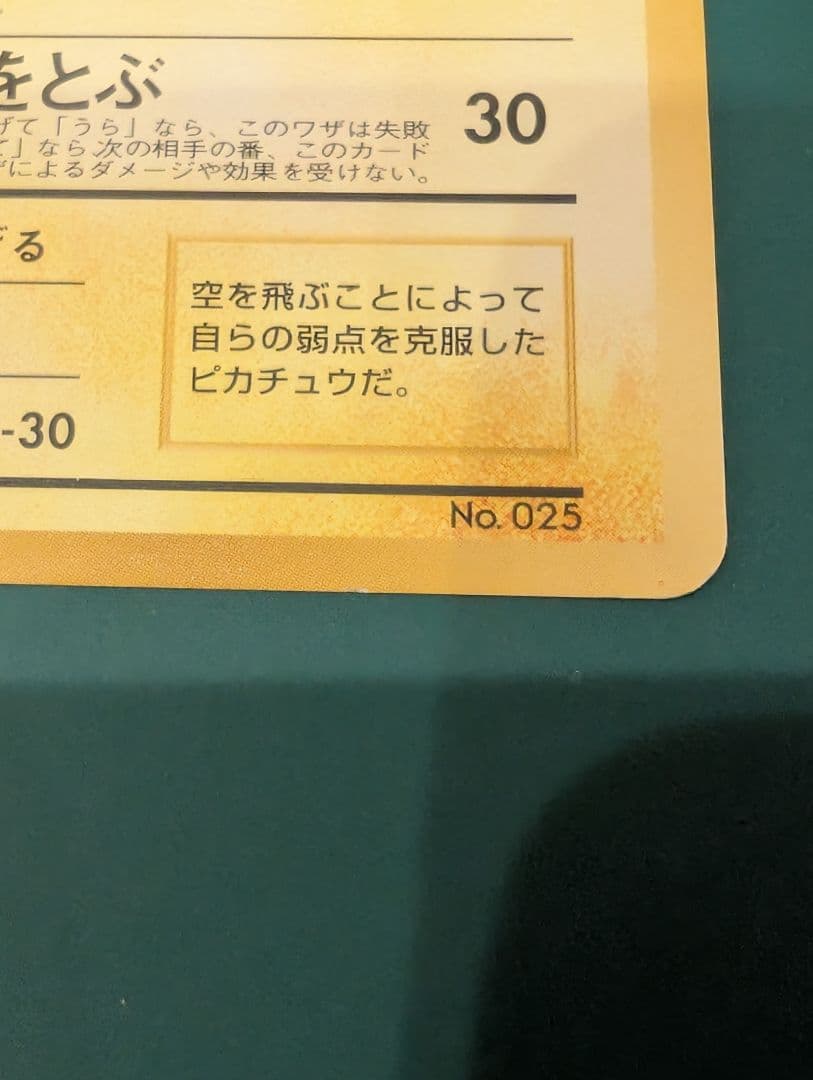 をとぶ
30
げて「うら」なら、このワザは失敗
て」なら次の相手の番、このカード
によるダメージや効果を受けない。
る
空を飛ぶことによって
自らの弱点を克服した
ピカチュウだ。
-30
No. 025